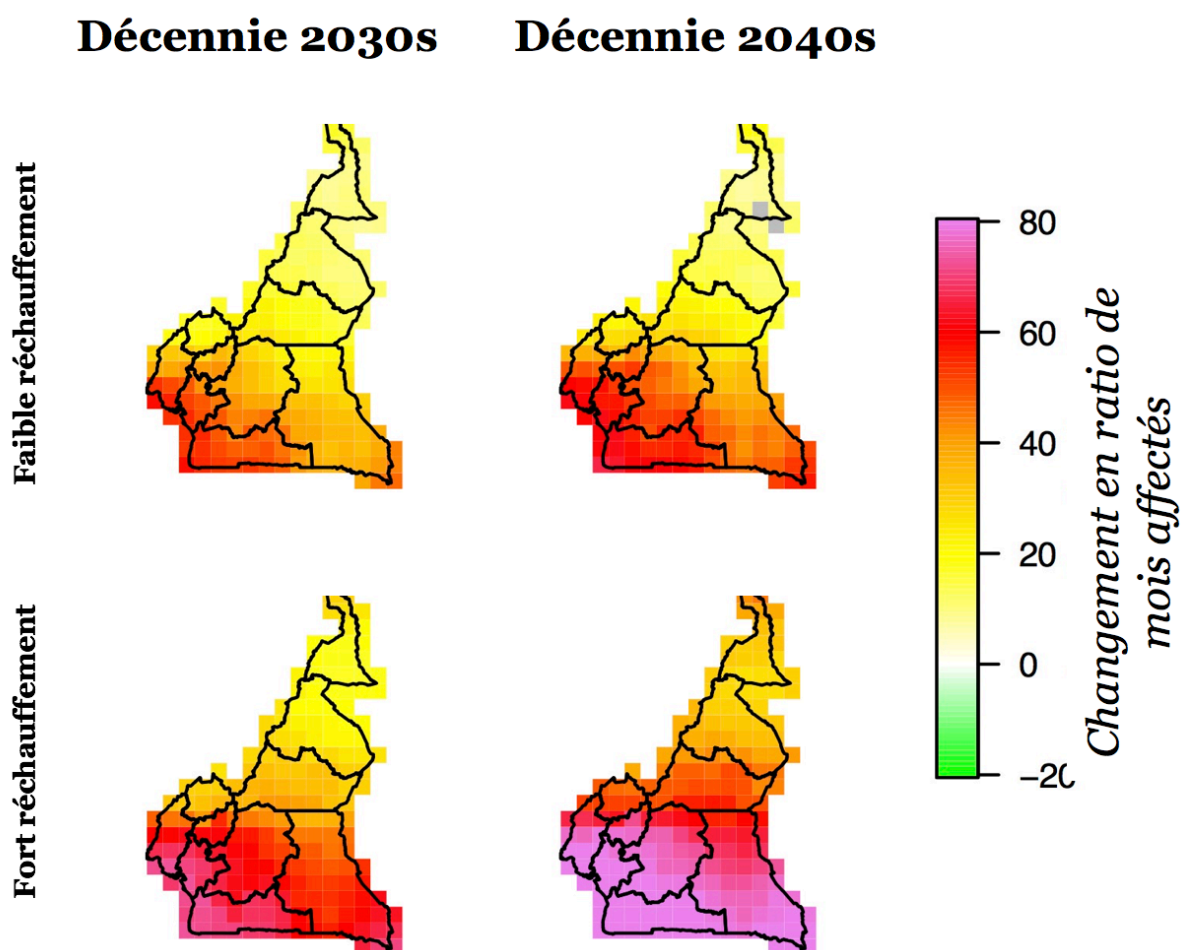 Décennie 2030s
Décennie 2040s
Faible réchauffement
80
60
40
20
0
−20
Changement en ratio de
mois affectés
Fort réchauffement